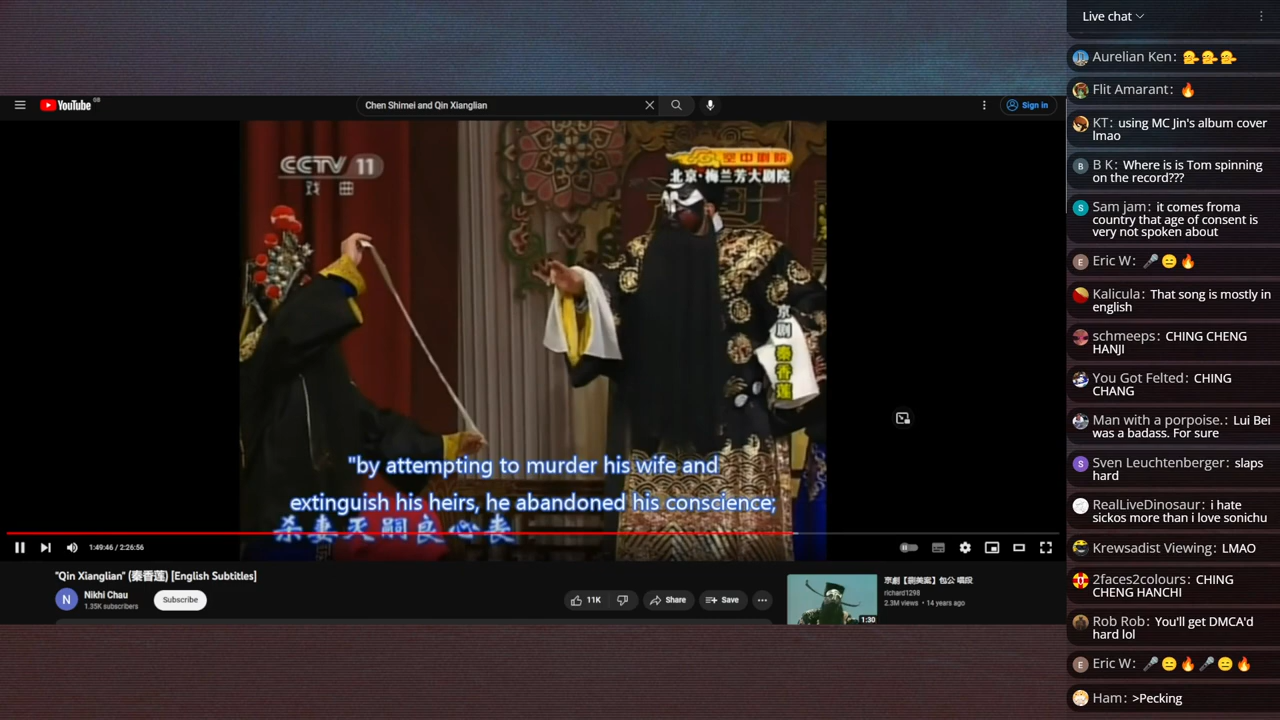 YouTube GB
Chen Shimei and Qin Xianglian
Sign in
CCTV 11
戏曲
空中剧院
北京·梅兰芳大剧院
京剧
秦香莲
"by attempting to murder his wife and
extinguish his heirs, he abandoned his conscience;
杀妻灭嗣良心丧
1:49:46 / 2:26:56
"Qin Xianglian" (秦香莲) [English Subtitles]
N
Nikhi Chau
1.35K subscribers
Subscribe
11K
Share
Save
京劇【鍘美案】包公 唱段
richard1298
2.3M views • 14 years ago
1:30
Live chat
Aurelian Ken:
Flit Amarant: 🔥
KT: using MC Jin's album cover
lmao
B
B K: Where is is Tom spinning
on the record???
S
Sam jam: it comes froma
country that age of consent is
very not spoken about
E
Eric W: 🎤😑🔥
Kalicula: That song is mostly in
english
schmeeps: CHING CHENG
HANJI
You Got Felted: CHING
CHANG
Man with a porpoise.: Lui Bei
was a badass. For sure
S
Sven Leuchtenberger: slaps
hard
RealLiveDinosaur: i hate
sickos more than i love sonichu
Krewsadist Viewing: LMAO
2faces2colours: CHING
CHENG HANCHI
Rob Rob: You'll get DMCA'd
hard lol
E
Eric W: 🎤😑🔥🎤😑🔥
Ham: >Pecking